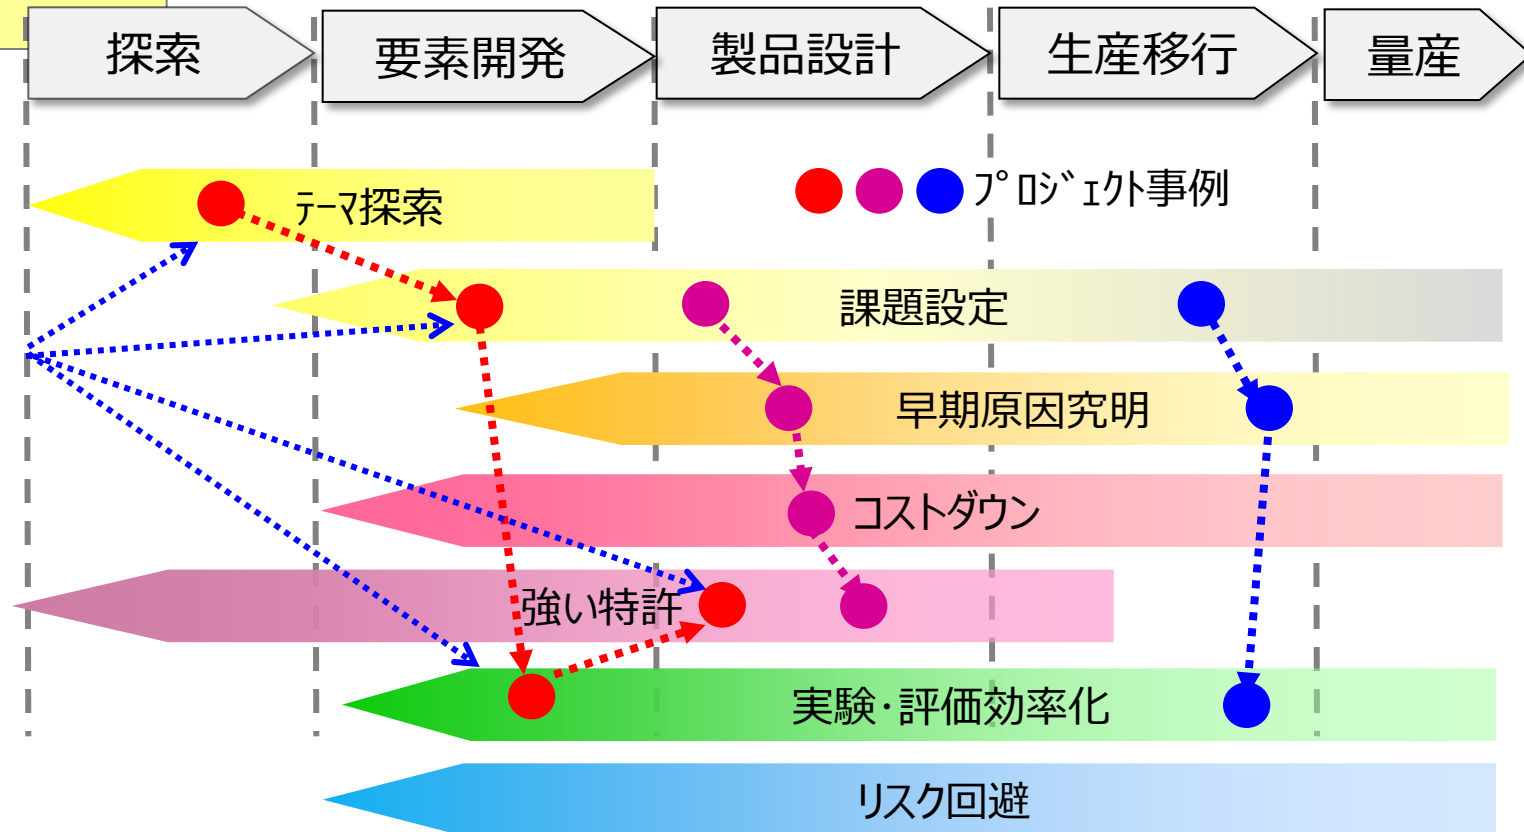 探索
要素開発
製品設計
生産移行
量産
ﾃｰﾏ探索
ﾌﾟﾛｼﾞｪｸﾄ事例
課題設定
早期原因究明
コストダウン
強い特許
実験･評価効率化
リスク回避